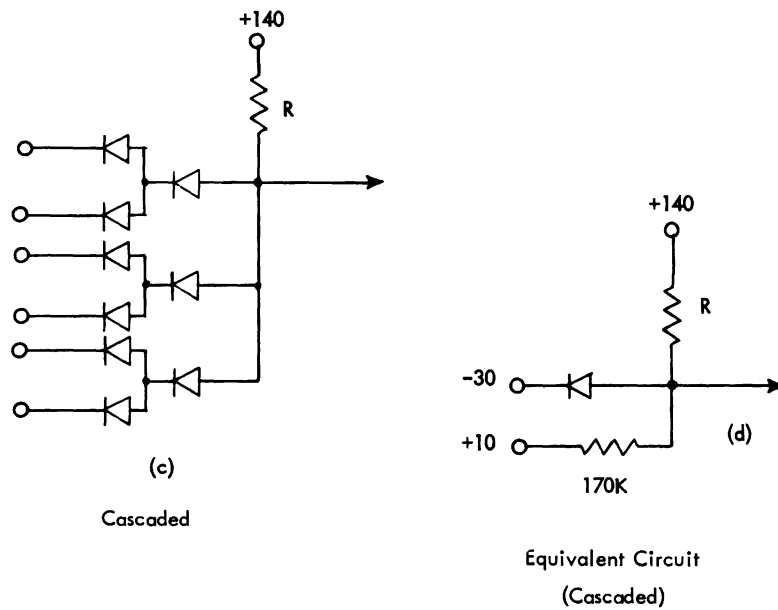 +140
R
(c)
Cascaded
+140
R
-30
+10
170K
(d)
Equivalent Circuit
(Cascaded)